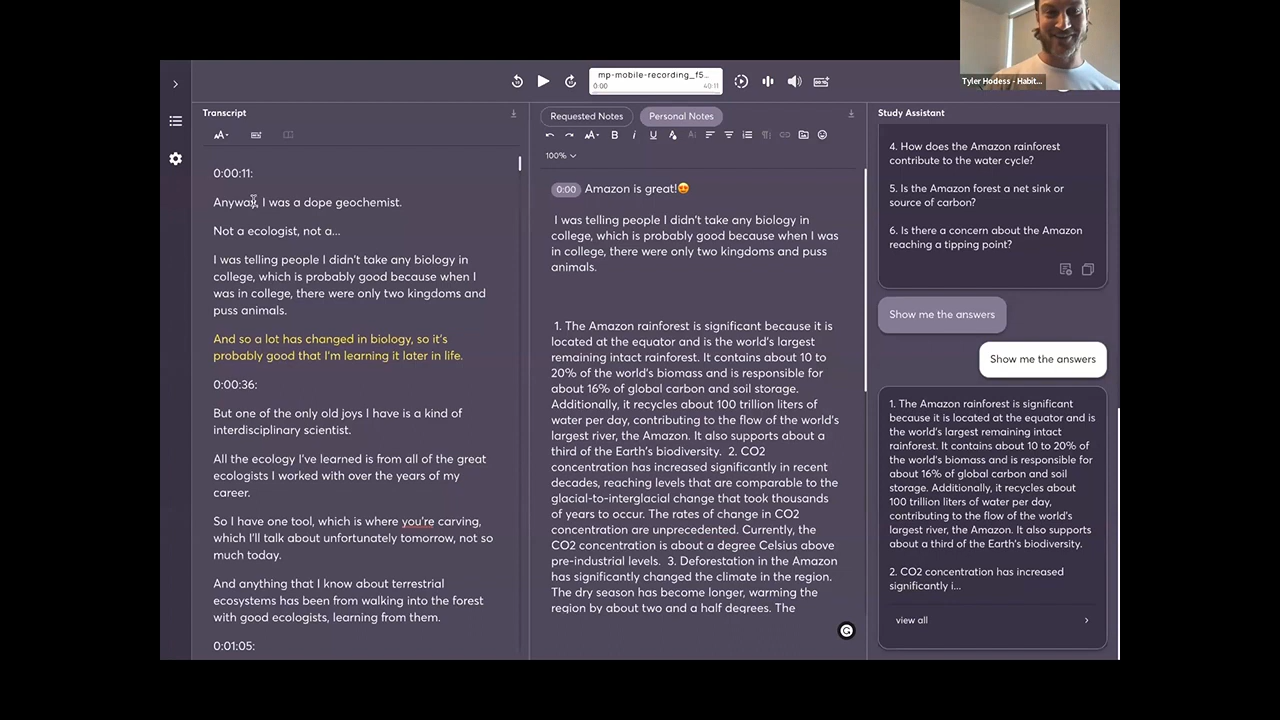 Tyler Hodess - Habit...
mp-mobile-recording_f5...
0:00
40:11
Transcript
0:00:11:
Anyway, I was a dope geochemist.
Not a ecologist, not a...
I was telling people I didn't take any biology in
college, which is probably good because when I
was in college, there were only two kingdoms and
puss animals.
And so a lot has changed in biology, so it's
probably good that I'm learning it later in life.
0:00:36:
But one of the only old joys I have is a kind of
interdisciplinary scientist.
All the ecology I've learned is from all of the great
ecologists I worked with over the years of my
career.
So I have one tool, which is where you're carving,
which I'll talk about unfortunately tomorrow, not so
much today.
And anything that I know about terrestrial
ecosystems has been from walking into the forest
with good ecologists, learning from them.
0:01:05:
Requested Notes
Personal Notes
100%
0:00 Amazon is great!😍
I was telling people I didn't take any biology in
college, which is probably good because when I was
in college, there were only two kingdoms and puss
animals.
1. The Amazon rainforest is significant because it is
located at the equator and is the world's largest
remaining intact rainforest. It contains about 10 to
20% of the world's biomass and is responsible for
about 16% of global carbon and soil storage.
Additionally, it recycles about 100 trillion liters of
water per day, contributing to the flow of the world's
largest river, the Amazon. It also supports about a
third of the Earth's biodiversity. 2. CO2
concentration has increased significantly in recent
decades, reaching levels that are comparable to the
glacial-to-interglacial change that took thousands
of years to occur. The rates of change in CO2
concentration are unprecedented. Currently, the
CO2 concentration is about a degree Celsius above
pre-industrial levels. 3. Deforestation in the Amazon
has significantly changed the climate in the region.
The dry season has become longer, warming the
region by about two and a half degrees. The
Study Assistant
4. How does the Amazon rainforest
contribute to the water cycle?
5. Is the Amazon forest a net sink or
source of carbon?
6. Is there a concern about the Amazon
reaching a tipping point?
Show me the answers
Show me the answers
1. The Amazon rainforest is significant
because it is located at the equator and is
the world's largest remaining intact
rainforest. It contains about 10 to 20% of
the world's biomass and is responsible for
about 16% of global carbon and soil
storage. Additionally, it recycles about
100 trillion liters of water per day,
contributing to the flow of the world's
largest river, the Amazon. It also supports
about a third of the Earth's biodiversity.
2. CO2 concentration has increased
significantly i...
view all